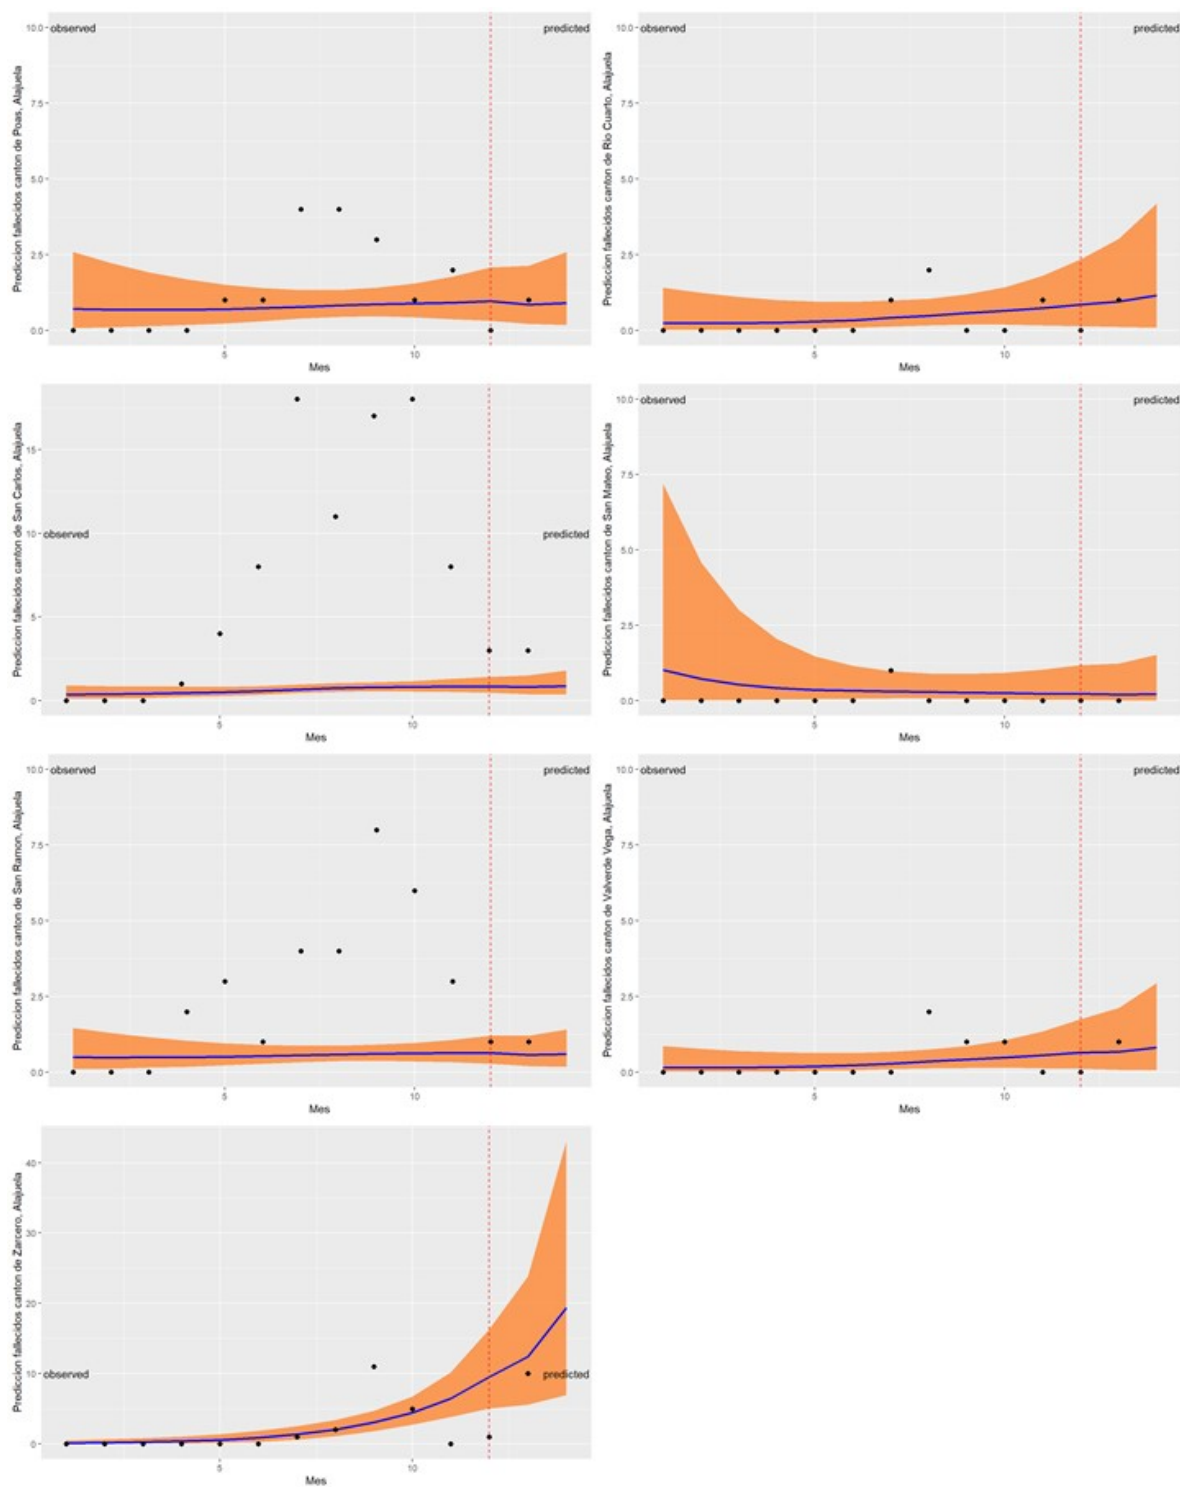 Prediccion fallecidos canton de Poas, Alajuela
10.0
7.5
5.0
2.5
0.0
observed
predicted
5
10
Mes
Prediccion fallecidos canton de Rio Cuarto, Alajuela
10.0
7.5
5.0
2.5
0.0
observed
predicted
5
10
Mes
Prediccion fallecidos canton de San Carlos, Alajuela
15
10
5
0
observed
predicted
5
10
Mes
Prediccion fallecidos canton de San Mateo, Alajuela
10.0
7.5
5.0
2.5
0.0
observed
predicted
5
10
Mes
Prediccion fallecidos canton de San Ramon, Alajuela
10.0
7.5
5.0
2.5
0.0
observed
predicted
5
10
Mes
Prediccion fallecidos canton de Valverde Vega, Alajuela
10.0
7.5
5.0
2.5
0.0
observed
predicted
5
10
Mes
Prediccion fallecidos canton de Zarcero, Alajuela
40
30
20
10
0
observed
predicted
5
10
Mes